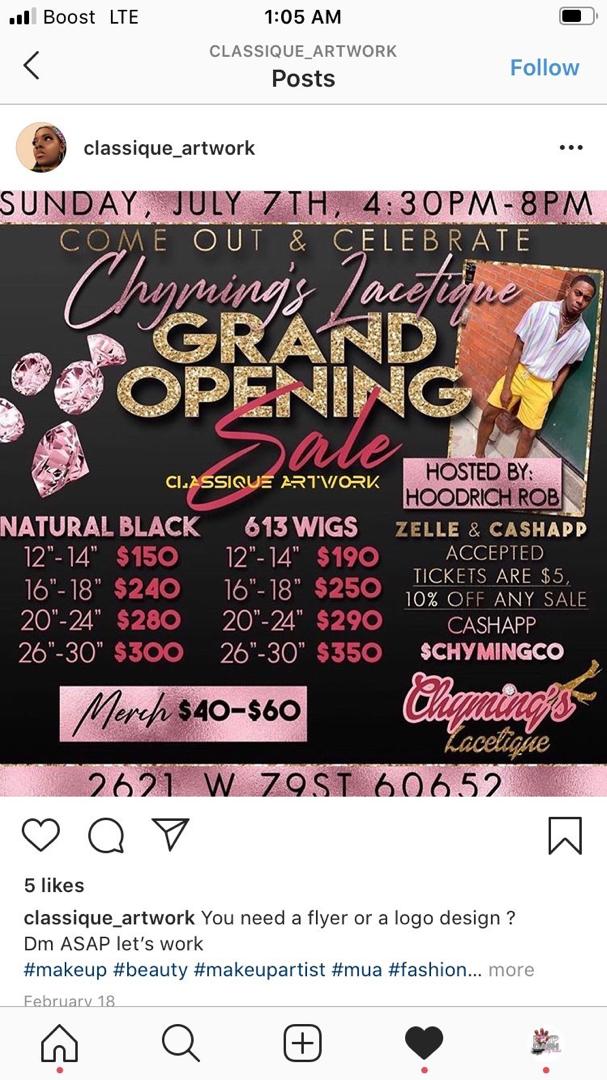 Boost LTE 1:05 AM
CLASSIQUE_ARTWORK
Posts
Follow
classique_artwork
SUNDAY, JULY 7TH, 4:30PM-8PM
COME OUT & CELEBRATE
Chyming's Lacetique
GRAND
OPENING
Sale
CLASSIQUE ARTWORK
HOSTED BY:
HOODRICH ROB
NATURAL BLACK
12"-14" $150
16"-18" $240
20"-24" $280
26"-30" $300
613 WIGS
12"-14" $190
16"-18" $250
20"-24" $290
26"-30" $350
ZELLE & CASHAPP
ACCEPTED
TICKETS ARE $5,
10% OFF ANY SALE
CASHAPP
$CHYMINGCO
Merch $40-$60
Chyming's
Lacetique
2621 W 79ST 60652
5 likes
classique_artwork You need a flyer or a logo design ?
Dm ASAP let's work
#makeup #beauty #makeupartist #mua #fashion... more
February 18